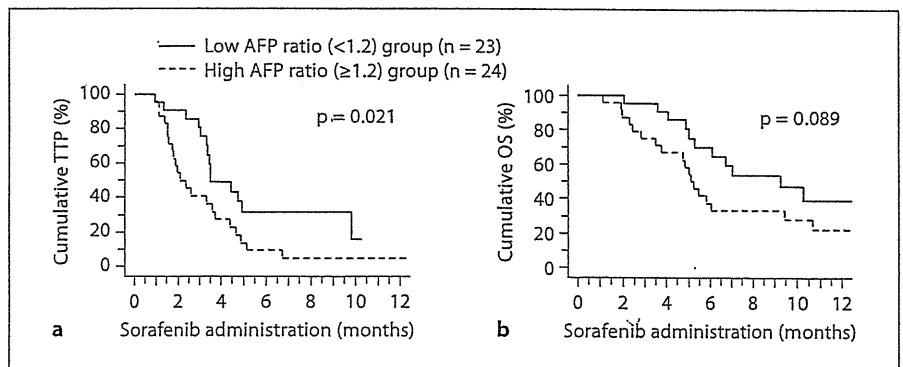 Low AFP ratio (<1.2) group (n = 23)
High AFP ratio (≥1.2) group (n = 24)
Cumulative TTP (%)
100
80
60
40
20
0
p = 0.021
0 2 4 6 8 10 12
a Sorafenib administration (months)
Cumulative OS (%)
100
80
60
40
20
0
p = 0.089
0 2 4 6 8 10 12
b Sorafenib administration (months)